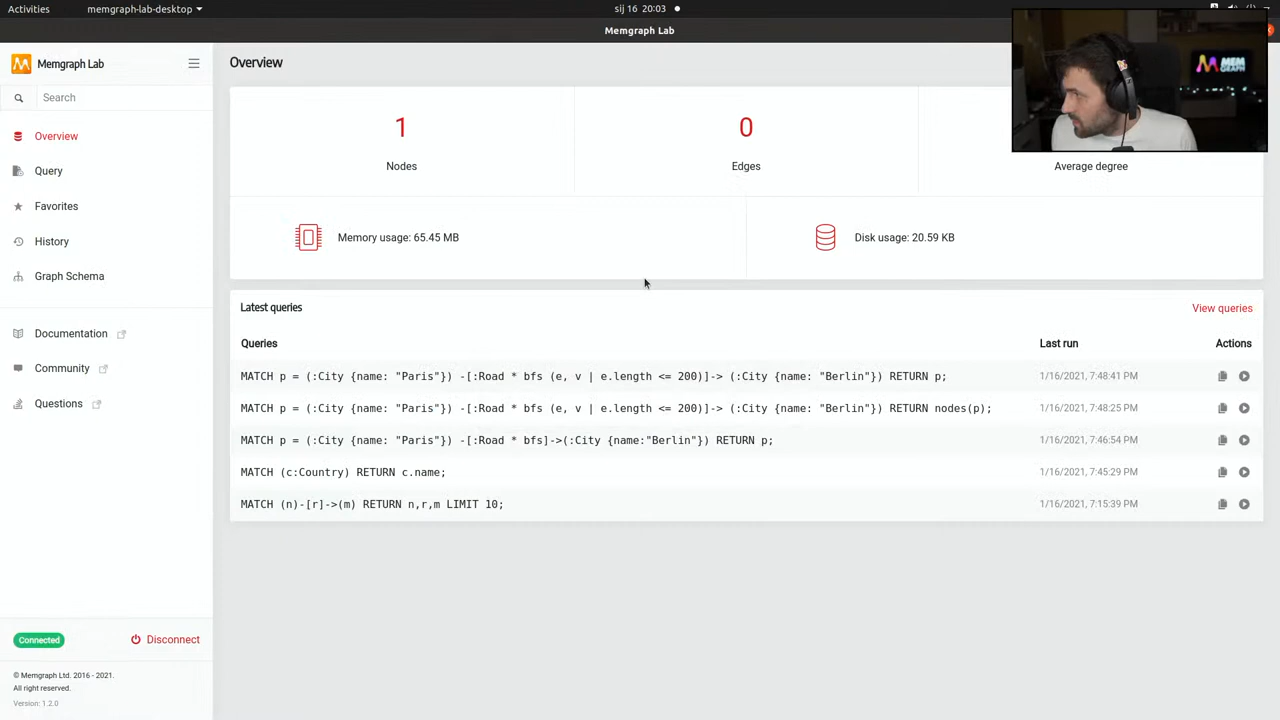 Activities
memgraph-lab-desktop
sij 16 20:03
Memgraph Lab
Memgraph Lab
Search
Overview
Query
Favorites
History
Graph Schema
Documentation
Community
Questions
Connected
Disconnect
© Memgraph Ltd. 2016 - 2021.
All right reserved.
Version: 1.2.0
Overview
1
Nodes
0
Edges
Average degree
Memory usage: 65.45 MB
Disk usage: 20.59 KB
Latest queries
View queries
Queries Last run Actions
MATCH p = (:City {name: "Paris"}) -[:Road * bfs (e, v | e.length <= 200)]-> (:City {name: "Berlin"}) RETURN p; 1/16/2021, 7:48:41 PM
MATCH p = (:City {name: "Paris"}) -[:Road * bfs (e, v | e.length <= 200)]-> (:City {name: "Berlin"}) RETURN nodes(p); 1/16/2021, 7:48:25 PM
MATCH p = (:City {name: "Paris"}) -[:Road * bfs]->(:City {name:"Berlin"}) RETURN p; 1/16/2021, 7:46:54 PM
MATCH (c:Country) RETURN c.name; 1/16/2021, 7:45:29 PM
MATCH (n)-[r]->(m) RETURN n,r,m LIMIT 10; 1/16/2021, 7:15:39 PM
MEM
GRAPH